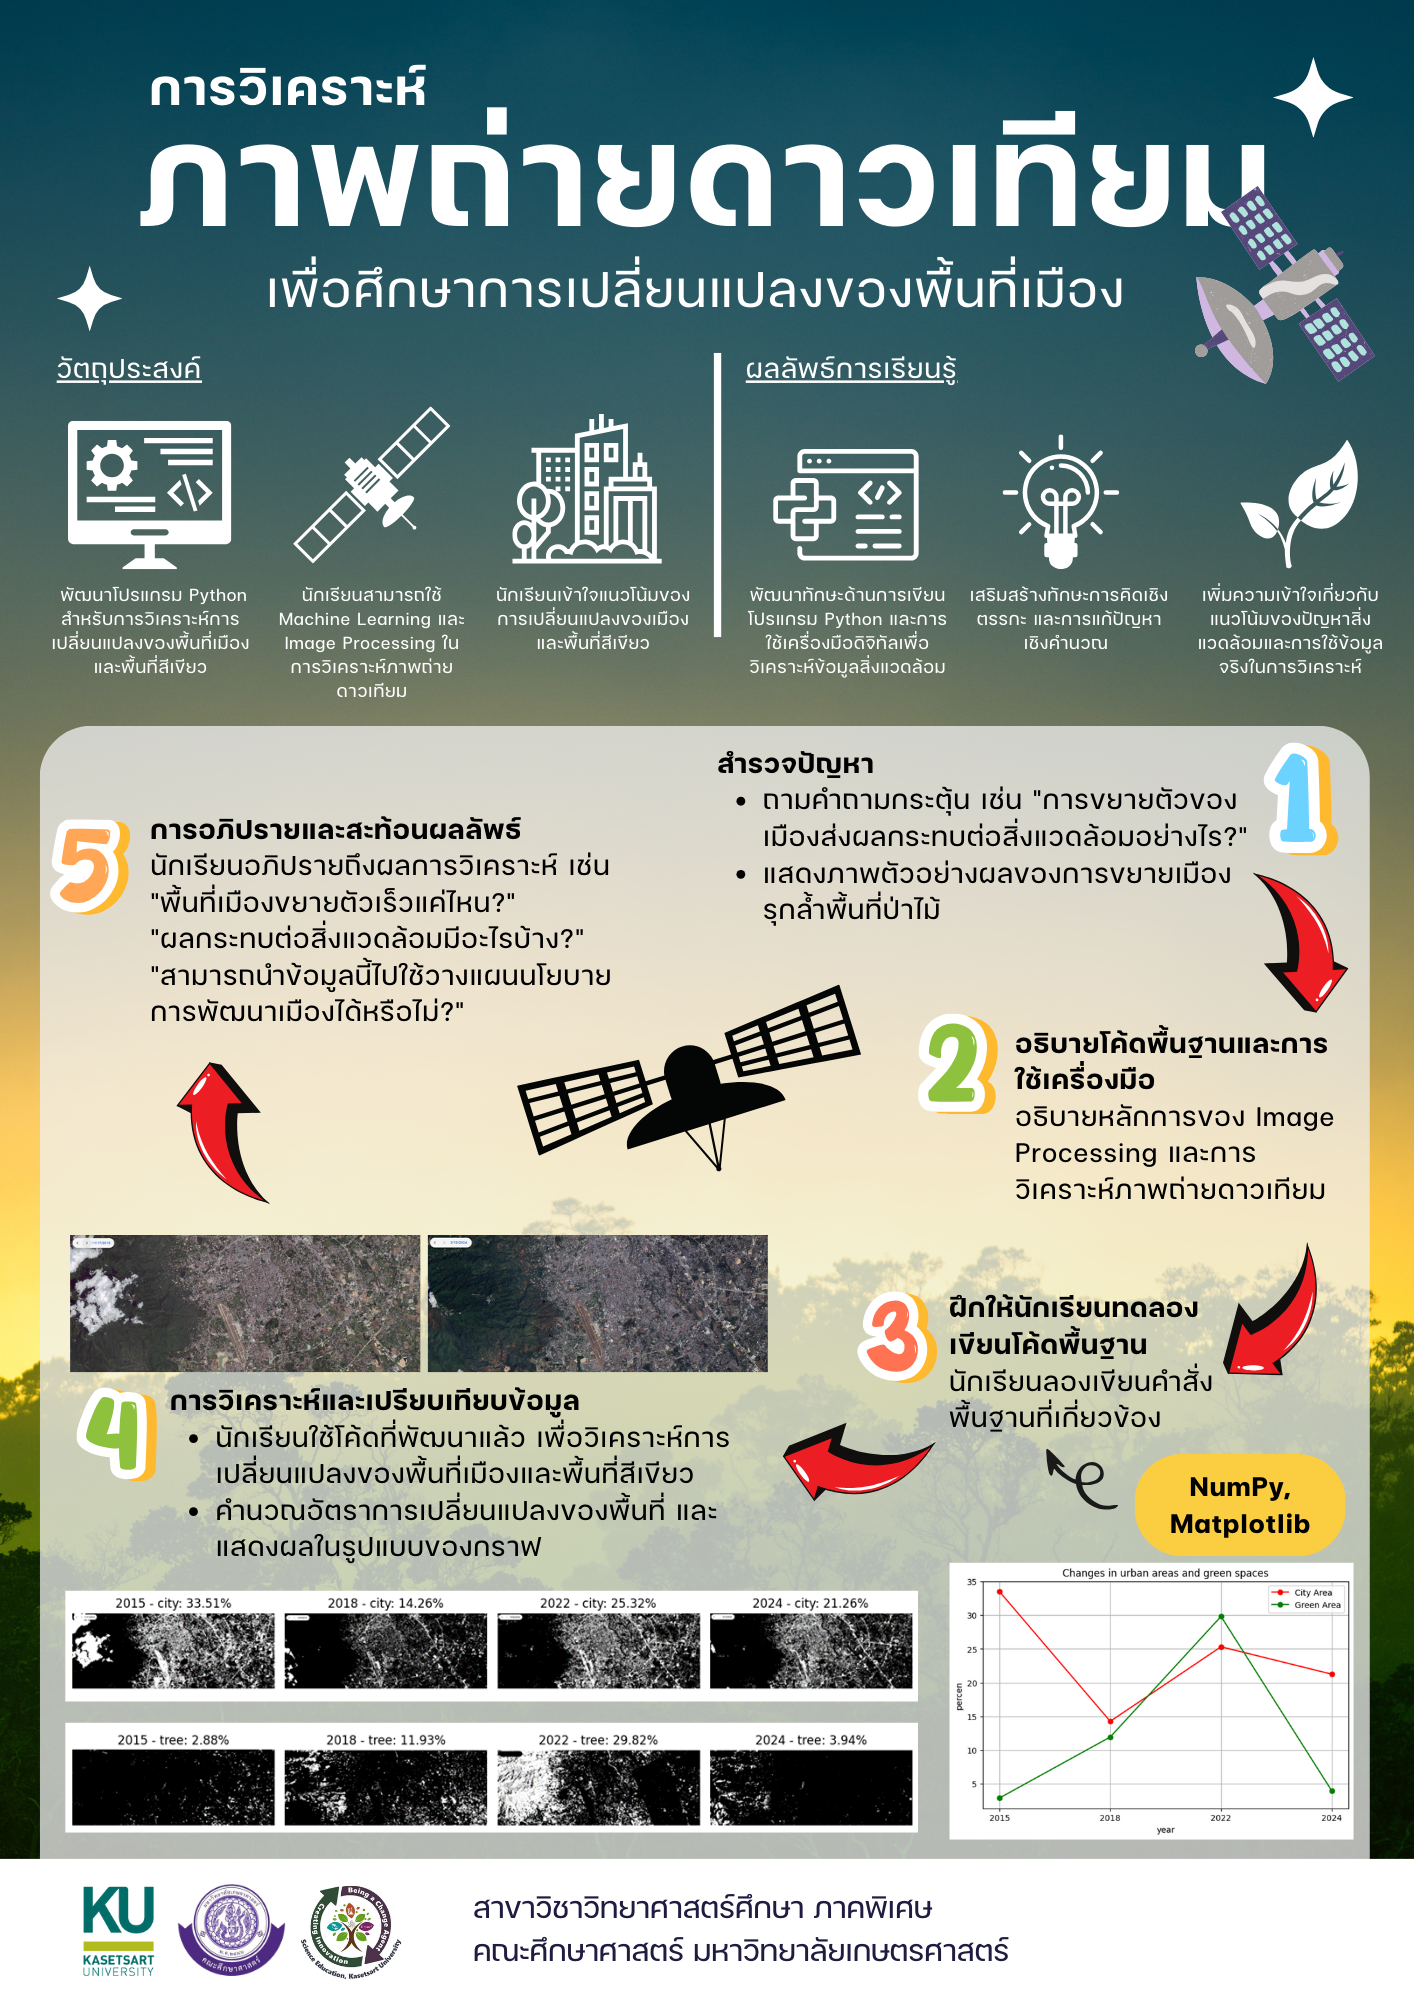 การวิเคราะห์
ภาพถ่ายดาวเทียม
เพื่อศึกษาการเปลี่ยนแปลงของพื้นที่เมือง
วัตถุประสงค์
พัฒนาโปรแกรม Python
สำหรับการวิเคราะห์การ
เปลี่ยนแปลงของพื้นที่เมือง
และพื้นที่สีเขียว
นักเรียนสามารถใช้
Machine Learning และ
Image Processing ใน
การวิเคราะห์ภาพถ่าย
ดาวเทียม
นักเรียนเข้าใจแนวโน้มของ
การเปลี่ยนแปลงของเมือง
และพื้นที่สีเขียว
ผลลัพธ์การเรียนรู้
พัฒนาทักษะด้านการเขียน
โปรแกรม Python และการ
ใช้เครื่องมือดิจิทัลเพื่อ
วิเคราะห์ข้อมูลสิ่งแวดล้อม
เสริมสร้างทักษะการคิดเชิง
ตรรกะ และการแก้ปัญหา
เชิงคำนวณ
เพิ่มความเข้าใจเกี่ยวกับ
แนวโน้มของปัญหาสิ่ง
แวดล้อมและการใช้ข้อมูล
จริงในการวิเคราะห์
1
สำรวจปัญหา
• ถามคำถามกระตุ้น เช่น "การขยายตัวของ
เมืองส่งผลกระทบต่อสิ่งแวดล้อมอย่างไร?"
• แสดงภาพตัวอย่างผลของการขยายเมือง
รุกล้ำพื้นที่ป่าไม้
2
อธิบายโค้ดพื้นฐานและการ
ใช้เครื่องมือ
อธิบายหลักการของ Image
Processing และการ
วิเคราะห์ภาพถ่ายดาวเทียม
3
ฝึกให้นักเรียนทดลอง
เขียนโค้ดพื้นฐาน
นักเรียนลองเขียนคำสั่ง
พื้นฐานที่เกี่ยวข้อง
NumPy,
Matplotlib
4
การวิเคราะห์และเปรียบเทียบข้อมูล
• นักเรียนใช้โค้ดที่พัฒนาแล้ว เพื่อวิเคราะห์การ
เปลี่ยนแปลงของพื้นที่เมืองและพื้นที่สีเขียว
• คำนวณอัตราการเปลี่ยนแปลงของพื้นที่ และ
แสดงผลในรูปแบบของกราฟ
5
การอภิปรายและสะท้อนผลลัพธ์
นักเรียนอภิปรายถึงผลการวิเคราะห์ เช่น
"พื้นที่เมืองขยายตัวเร็วแค่ไหน?"
"ผลกระทบต่อสิ่งแวดล้อมมีอะไรบ้าง?"
"สามารถนำข้อมูลนี้ไปใช้วางแผนนโยบาย
การพัฒนาเมืองได้หรือไม่?"
2015 - city: 33.51%
2018 - city: 14.26%
2022 - city: 25.32%
2024 - city: 21.26%
2015 - tree: 2.88%
2018 - tree: 11.93%
2022 - tree: 29.82%
2024 - tree: 3.94%
Changes in urban areas and green spaces
City Area
Green Area
percen
35
30
25
20
15
10
5
2015
2018
2022
2024
year
KU
KASETSART
UNIVERSITY
คณะศึกษาศาสตร์
Being a Change Agent
Creating Innovation
Science Education, Kasetsart University
สาขาวิชาวิทยาศาสตร์ศึกษา ภาคพิเศษ
คณะศึกษาศาสตร์ มหาวิทยาลัยเกษตรศาสตร์